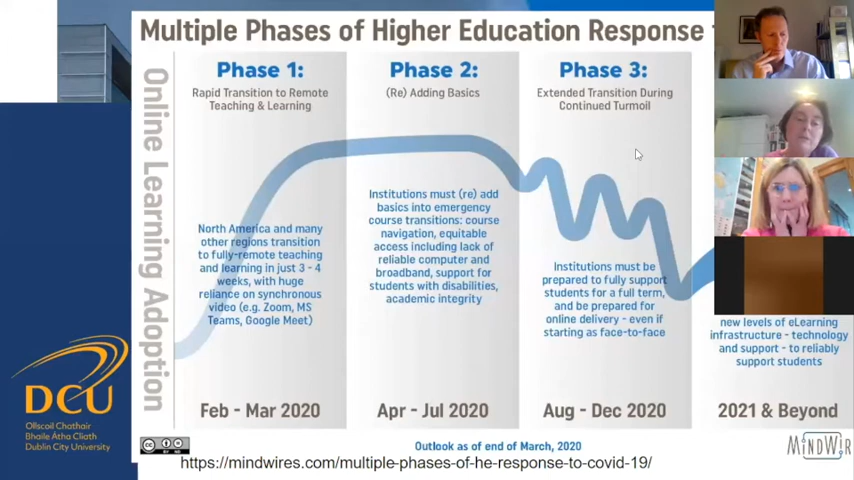 Multiple Phases of Higher Education Response
Online Learning Adoption
Phase 1:
Rapid Transition to Remote
Teaching & Learning
North America and many
other regions transition
to fully-remote teaching
and learning in just 3 - 4
weeks, with huge
reliance on synchronous
video (e.g. Zoom, MS
Teams, Google Meet)
Feb - Mar 2020
Phase 2:
(Re) Adding Basics
Institutions must (re) add
basics into emergency
course transitions: course
navigation, equitable
access including lack of
reliable computer and
broadband, support for
students with disabilities,
academic integrity
Apr - Jul 2020
Phase 3:
Extended Transition During
Continued Turmoil
Institutions must be
prepared to fully support
students for a full term,
and be prepared for
online delivery - even if
starting as face-to-face
Aug - Dec 2020
new levels of eLearning
infrastructure - technology
and support - to reliably
support students
2021 & Beyond
DCU
Ollscoil Chathair
Bhaile Átha Cliath
Dublin City University
cc
BY
Outlook as of end of March, 2020
MINDWIR
https://mindwires.com/multiple-phases-of-he-response-to-covid-19/